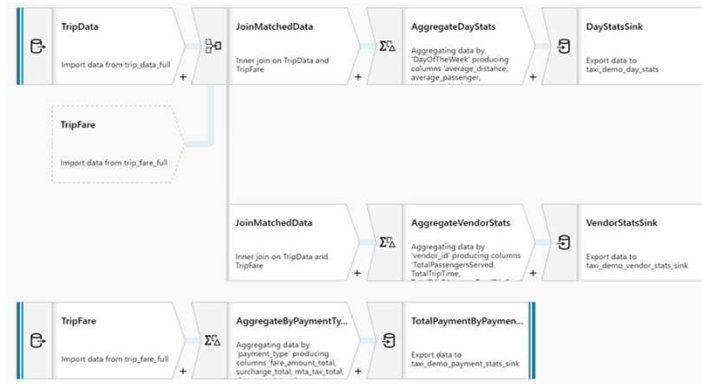 TripData
Import data from trip_data_full
+
JoinMatchedData
Inner join on TripData and
TripFare
+
AggregateDayStats
Aggregating data by
'DayOfTheWeek' producing
columns 'average_distance,
average_passenger,
+
DayStatsSink
Export data to
taxi_demo_day_stats
TripFare
Import data from trip_fare_full
JoinMatchedData
Inner join on TripData and
TripFare
+
AggregateVendorStats
Aggregating data by
'vendor_id' producing columns
'TotalPassengersServed,
TotalTripTime,
+
VendorStatsSink
Export data to
taxi_demo_vendor_stats_sink
TripFare
Import data from trip_fare_full
+
AggregateByPaymentTy...
Aggregating data by
'payment_type' producing
columns 'fare_amount_total,
surcharge_total, mta_tax_total,
+
TotalPaymentByPaymen...
Export data to
taxi_demo_payment_stats_sink